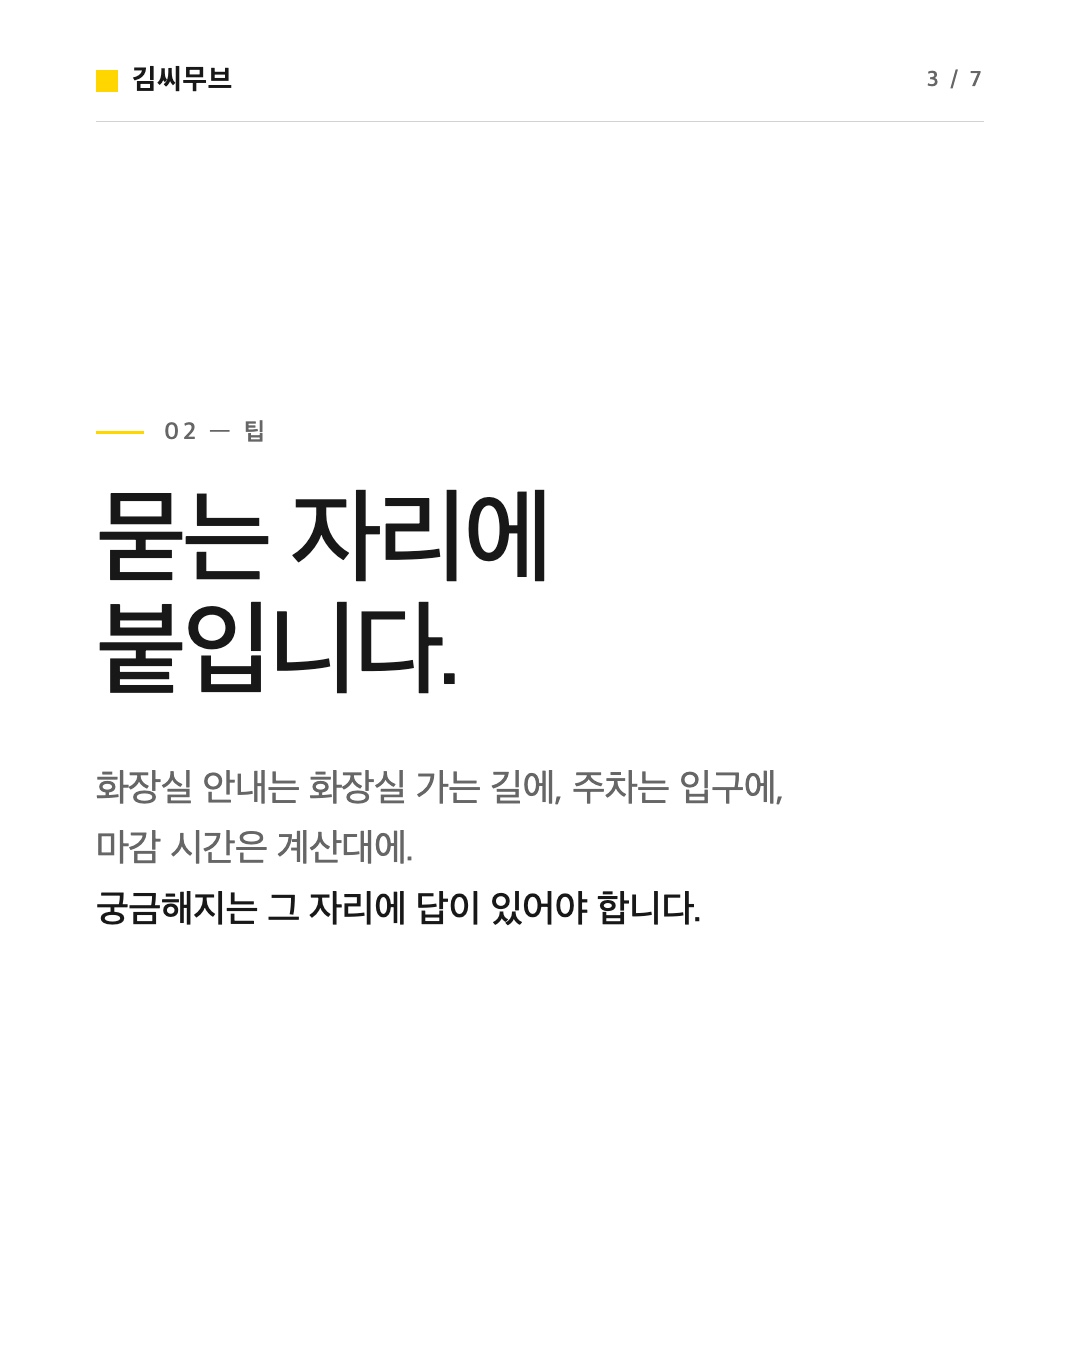 김씨무브
3 / 7
02 — 팁
묻는 자리에
붙입니다.
화장실 안내는 화장실 가는 길에, 주차는 입구에,
마감 시간은 계산대에.
궁금해지는 그 자리에 답이 있어야 합니다.